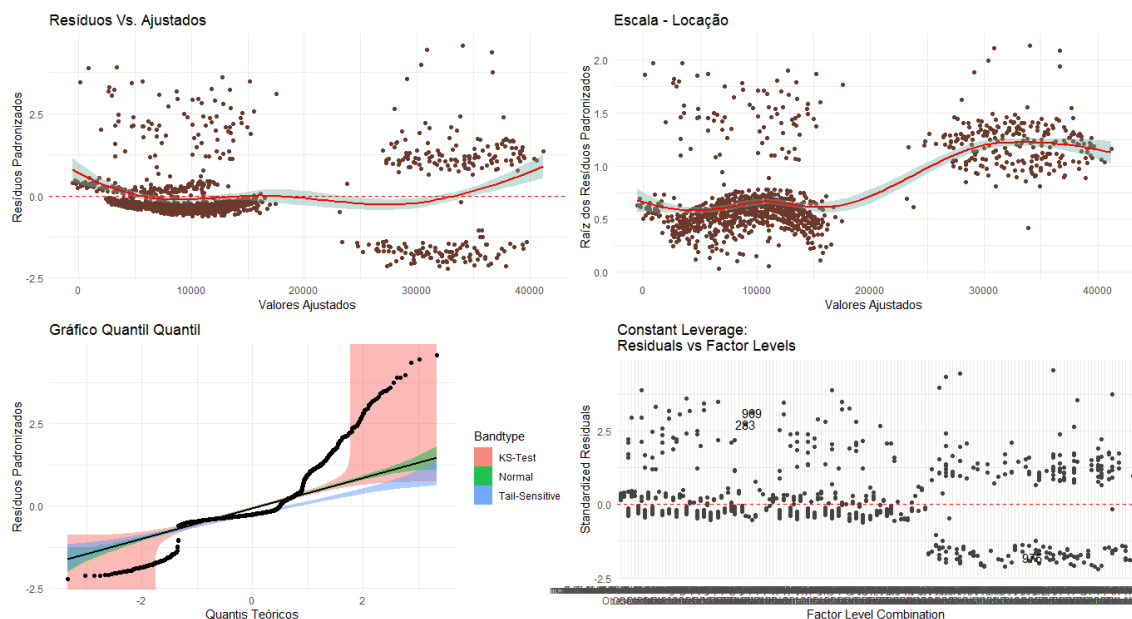 Resíduos Vs. Ajustados
Resíduos Padronizados
2.5
0.0
-2.5
0
10000
20000
30000
40000
Valores Ajustados
Escala - Locação
Raíz dos Resíduos Padronizados
2.0
1.5
1.0
0.5
0.0
0
10000
20000
30000
40000
Valores Ajustados
Gráfico Quantil Quantil
Resíduos Padronizados
2.5
0.0
-2.5
-2
0
2
Quantis Teóricos
Bandtype
KS-Test
Normal
Tail-Sensitive
Constant Leverage:
Residuals vs Factor Levels
Standardized Residuals
2.5
0.0
-2.5
283
Factor Level Combination